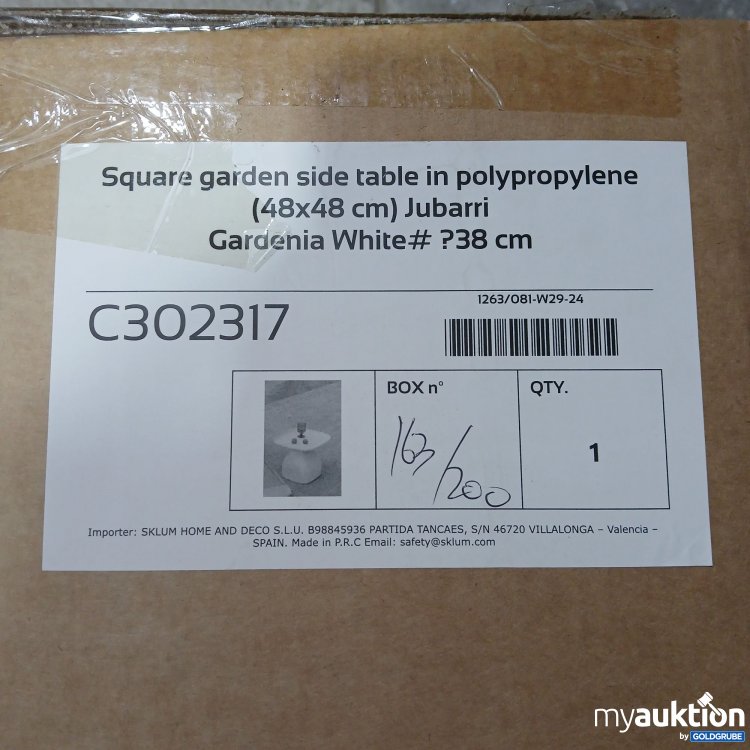 Square garden side table in polypropylene
(48x48 cm) Jubarri
Gardenia White# ?38 cm
C302317
1263/081-W29-24
BOX n°
QTY.
163/200
1
Importer: SKLUM HOME AND DECO S.L.U. B98845936 PARTIDA TANCAES, S/N 46720 VILLALONGA – Valencia –
SPAIN. Made in P.R.C Email: safety@sklum.com
myauktion
by GOLDGRUBE